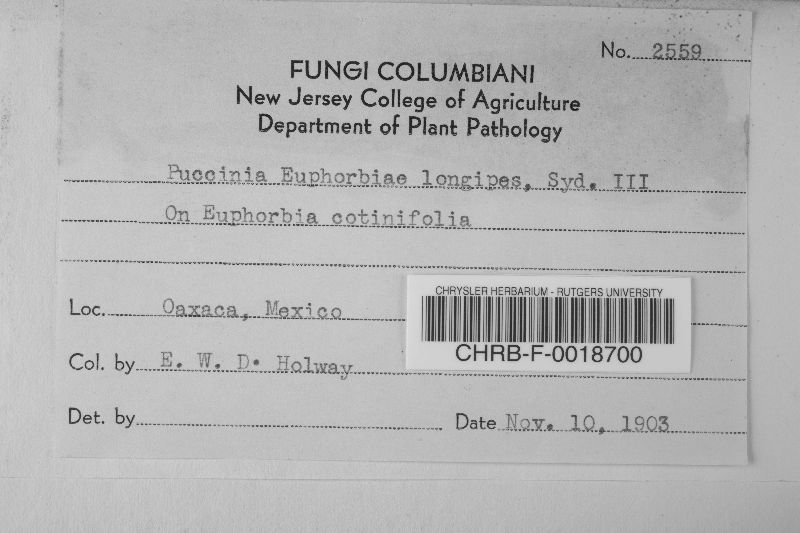 No. 2559
FUNGI COLUMBIANI
New Jersey College of Agriculture
Department of Plant Pathology
Puccinia Euphorbiae longipes, Syd. III
On Euphorbia cotinifolia
Loc. Oaxaca, Mexico
CHRYSLER HERBARIUM - RUTGERS UNIVERSITY
CHRB-F-0018700
Col. by E. W. D. Holway
Det. by
Date Nov. 10, 1903